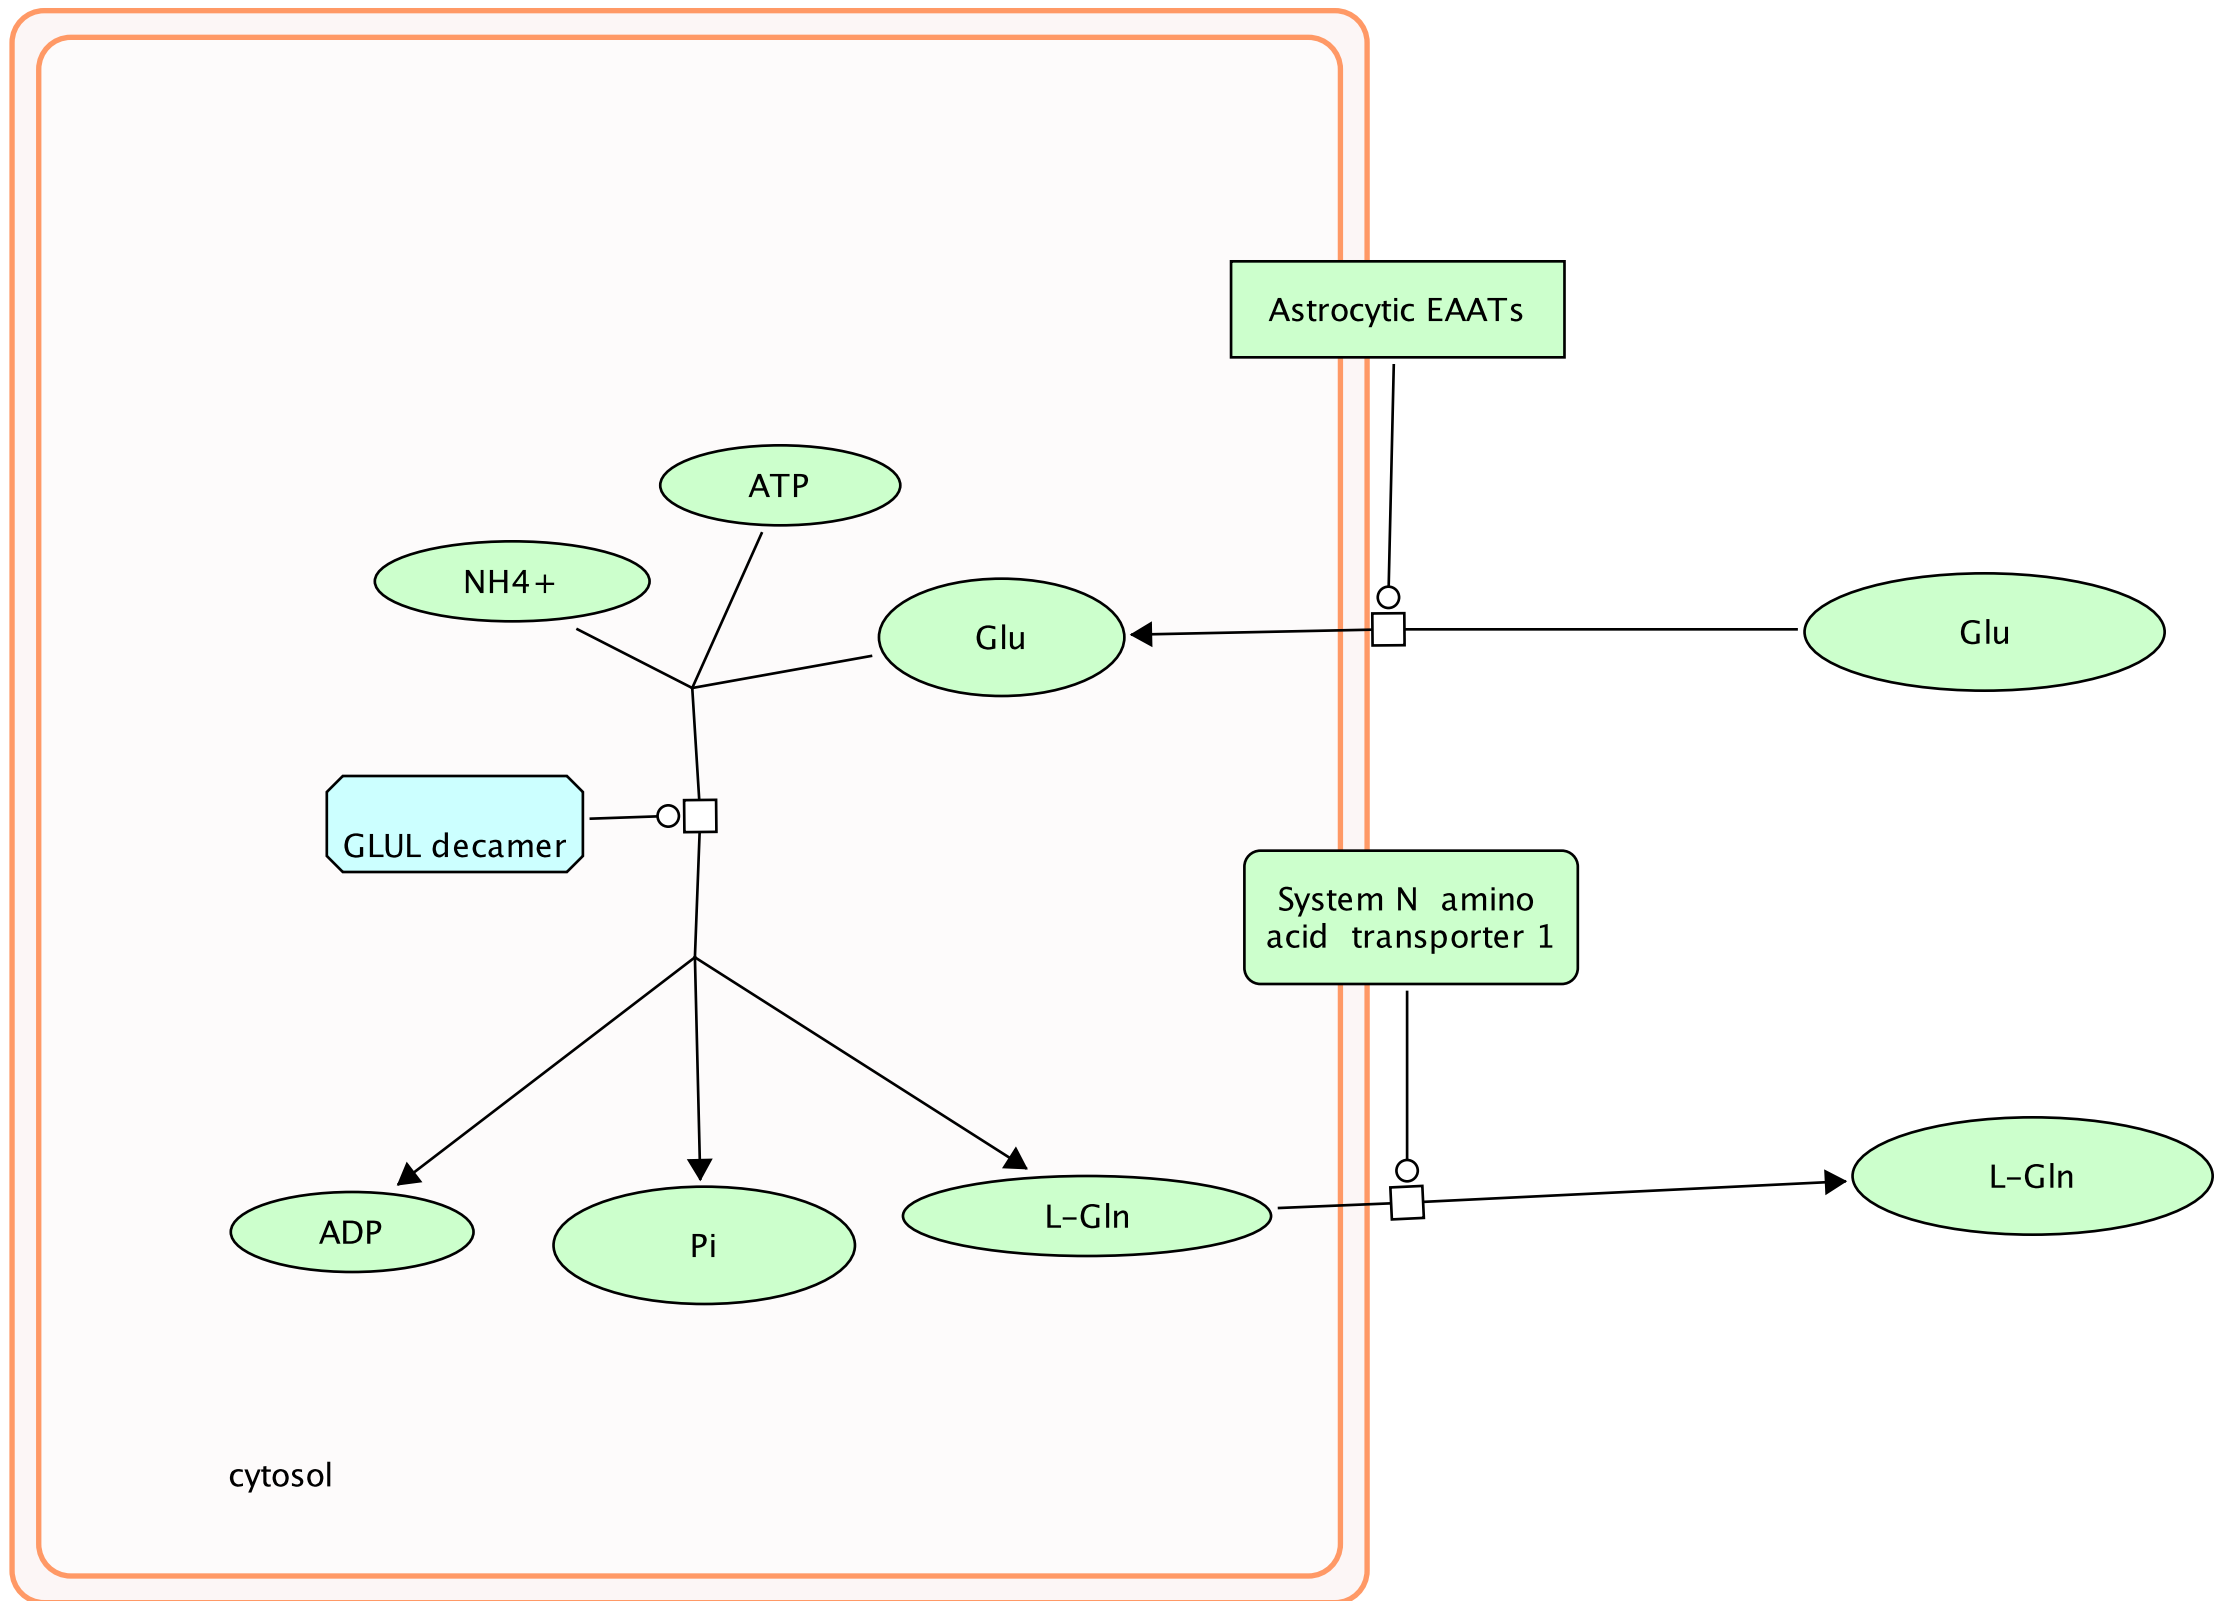 Astrocytic EAATs
ATP
NH4+
Glu
Glu
GLUL decamer
System N  amino
acid  transporter 1
ADP
Pi
L-Gln
L-Gln
cytosol